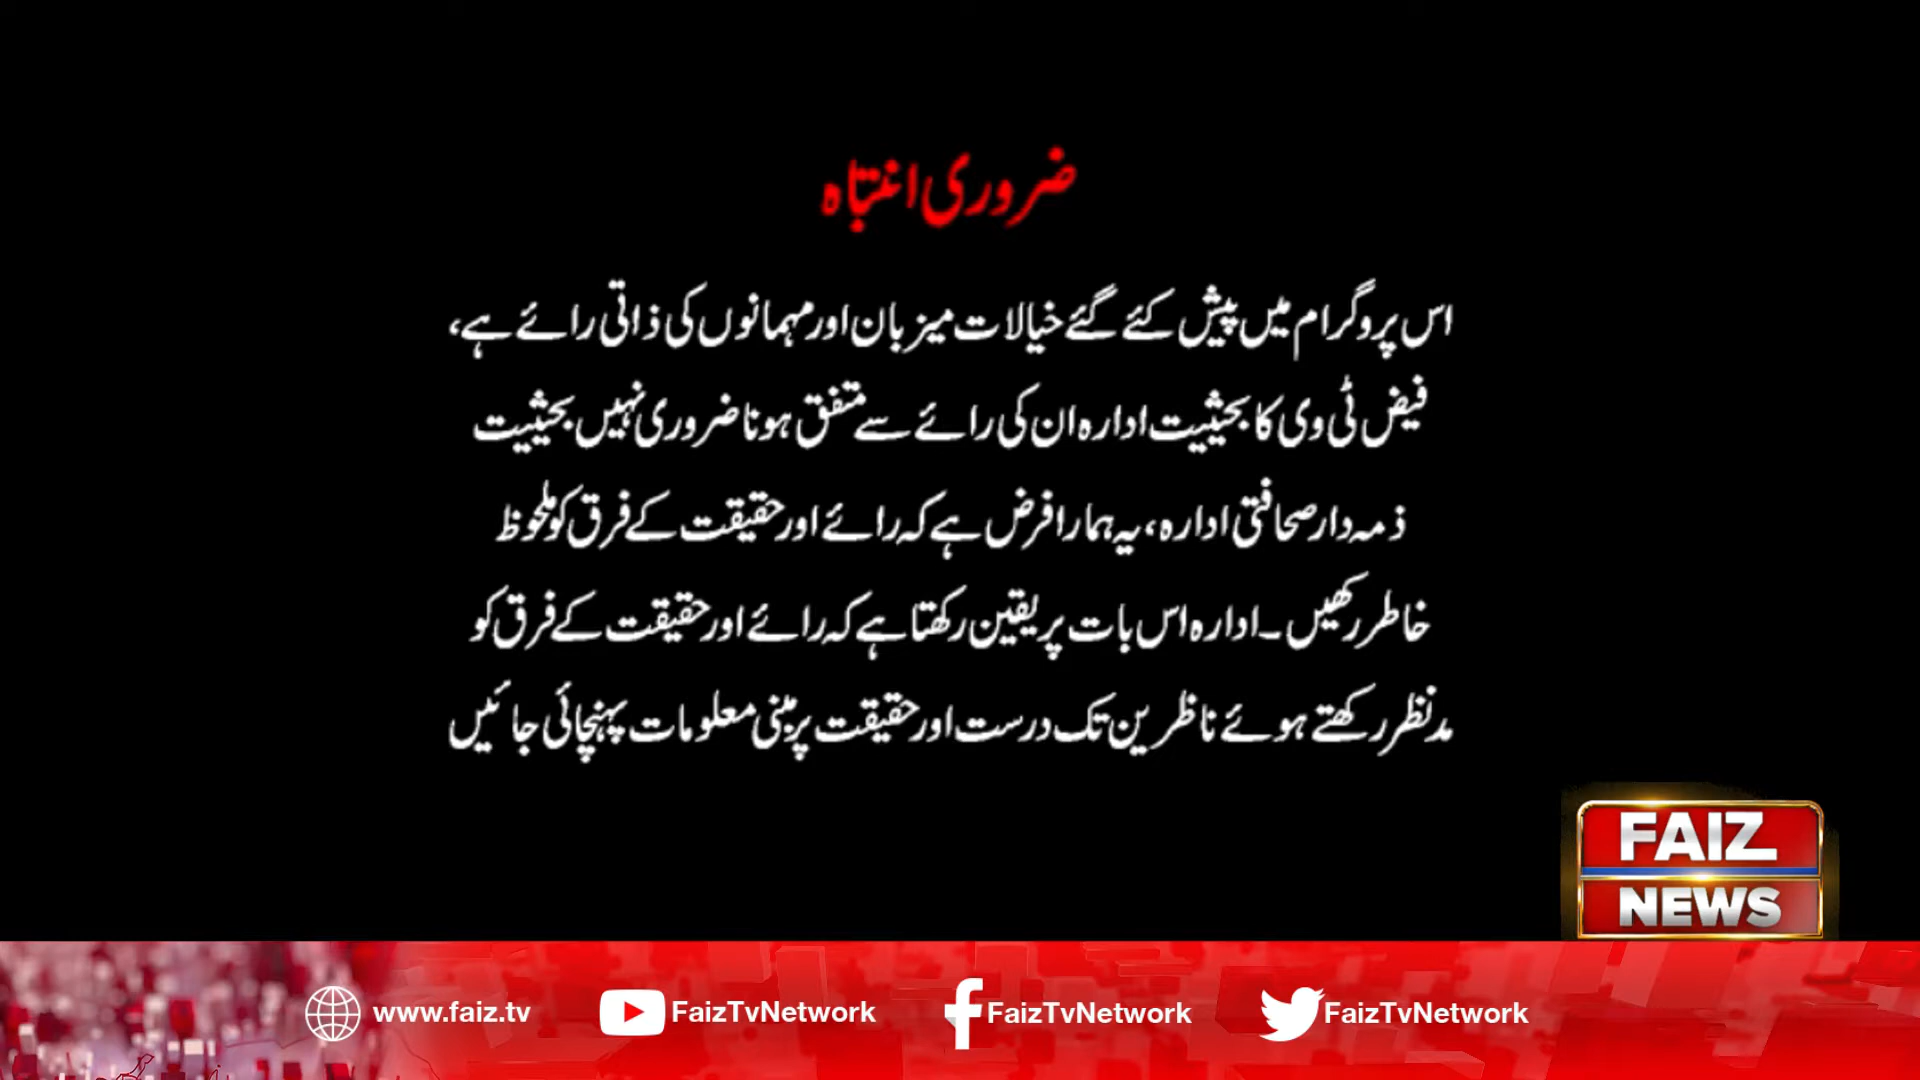 ضروری انتباہ
اس پروگرام میں پیش کئے گئے خیالات میزبان اور مہمانوں کی ذاتی رائے ہے،
فیض ٹی وی کا بحثییت ادارہ ان کی رائے سے متفق ہونا ضروری نہیں بحثییت
ذمہ دار صحافتی ادارہ، یہ ہمارا فرض ہے کہ رائے اور حقیقت کے فرق کو ملحوظ
خاطر رکھیں ۔ ادارہ اس بات پر یقین رکھتا ہے کہ رائے اور حقیقت کے فرق کو
مدنظر رکھتے ہوئے ناظرین تک درست اور حقیقت پر مبنی معلومات پہنچائی جائیں
FAIZ
NEWS
www.faiz.tv FaizTvNetwork FaizTvNetwork FaizTvNetwork